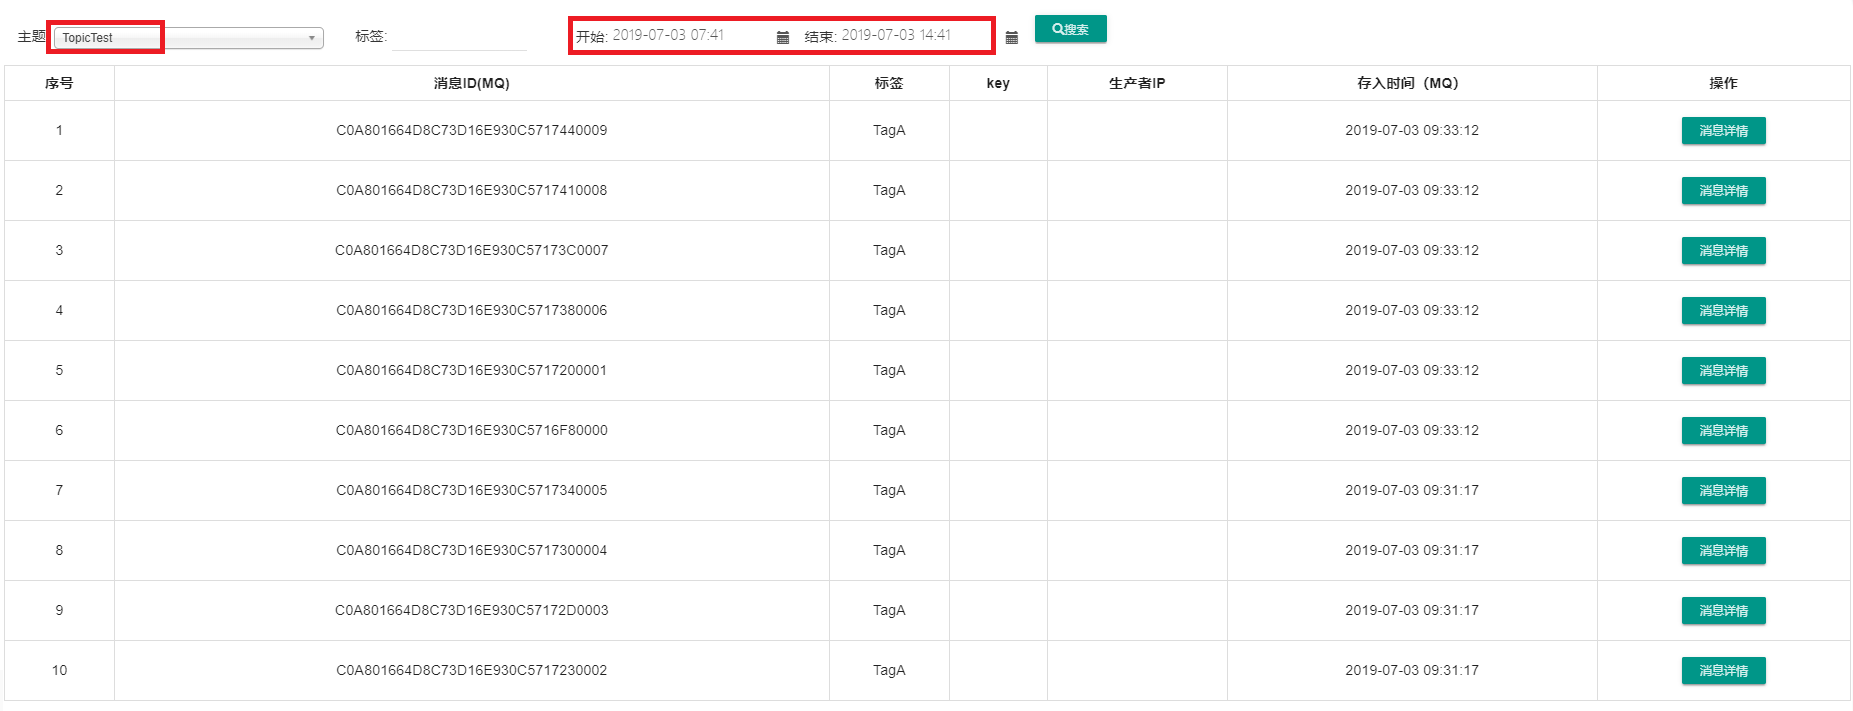 主题 TopicTest 标签: 开始: 2019-07-03 07:41 结束: 2019-07-03 14:41 搜索
序号 消息ID(MQ) 标签 key 生产者IP 存入时间（MQ） 操作
1 C0A801664D8C73D16E930C5717440009 TagA 2019-07-03 09:33:12 消息详情
2 C0A801664D8C73D16E930C5717410008 TagA 2019-07-03 09:33:12 消息详情
3 C0A801664D8C73D16E930C57173C0007 TagA 2019-07-03 09:33:12 消息详情
4 C0A801664D8C73D16E930C5717380006 TagA 2019-07-03 09:33:12 消息详情
5 C0A801664D8C73D16E930C5717200001 TagA 2019-07-03 09:33:12 消息详情
6 C0A801664D8C73D16E930C5716F80000 TagA 2019-07-03 09:33:12 消息详情
7 C0A801664D8C73D16E930C5717340005 TagA 2019-07-03 09:31:17 消息详情
8 C0A801664D8C73D16E930C5717300004 TagA 2019-07-03 09:31:17 消息详情
9 C0A801664D8C73D16E930C57172D0003 TagA 2019-07-03 09:31:17 消息详情
10 C0A801664D8C73D16E930C5717230002 TagA 2019-07-03 09:31:17 消息详情